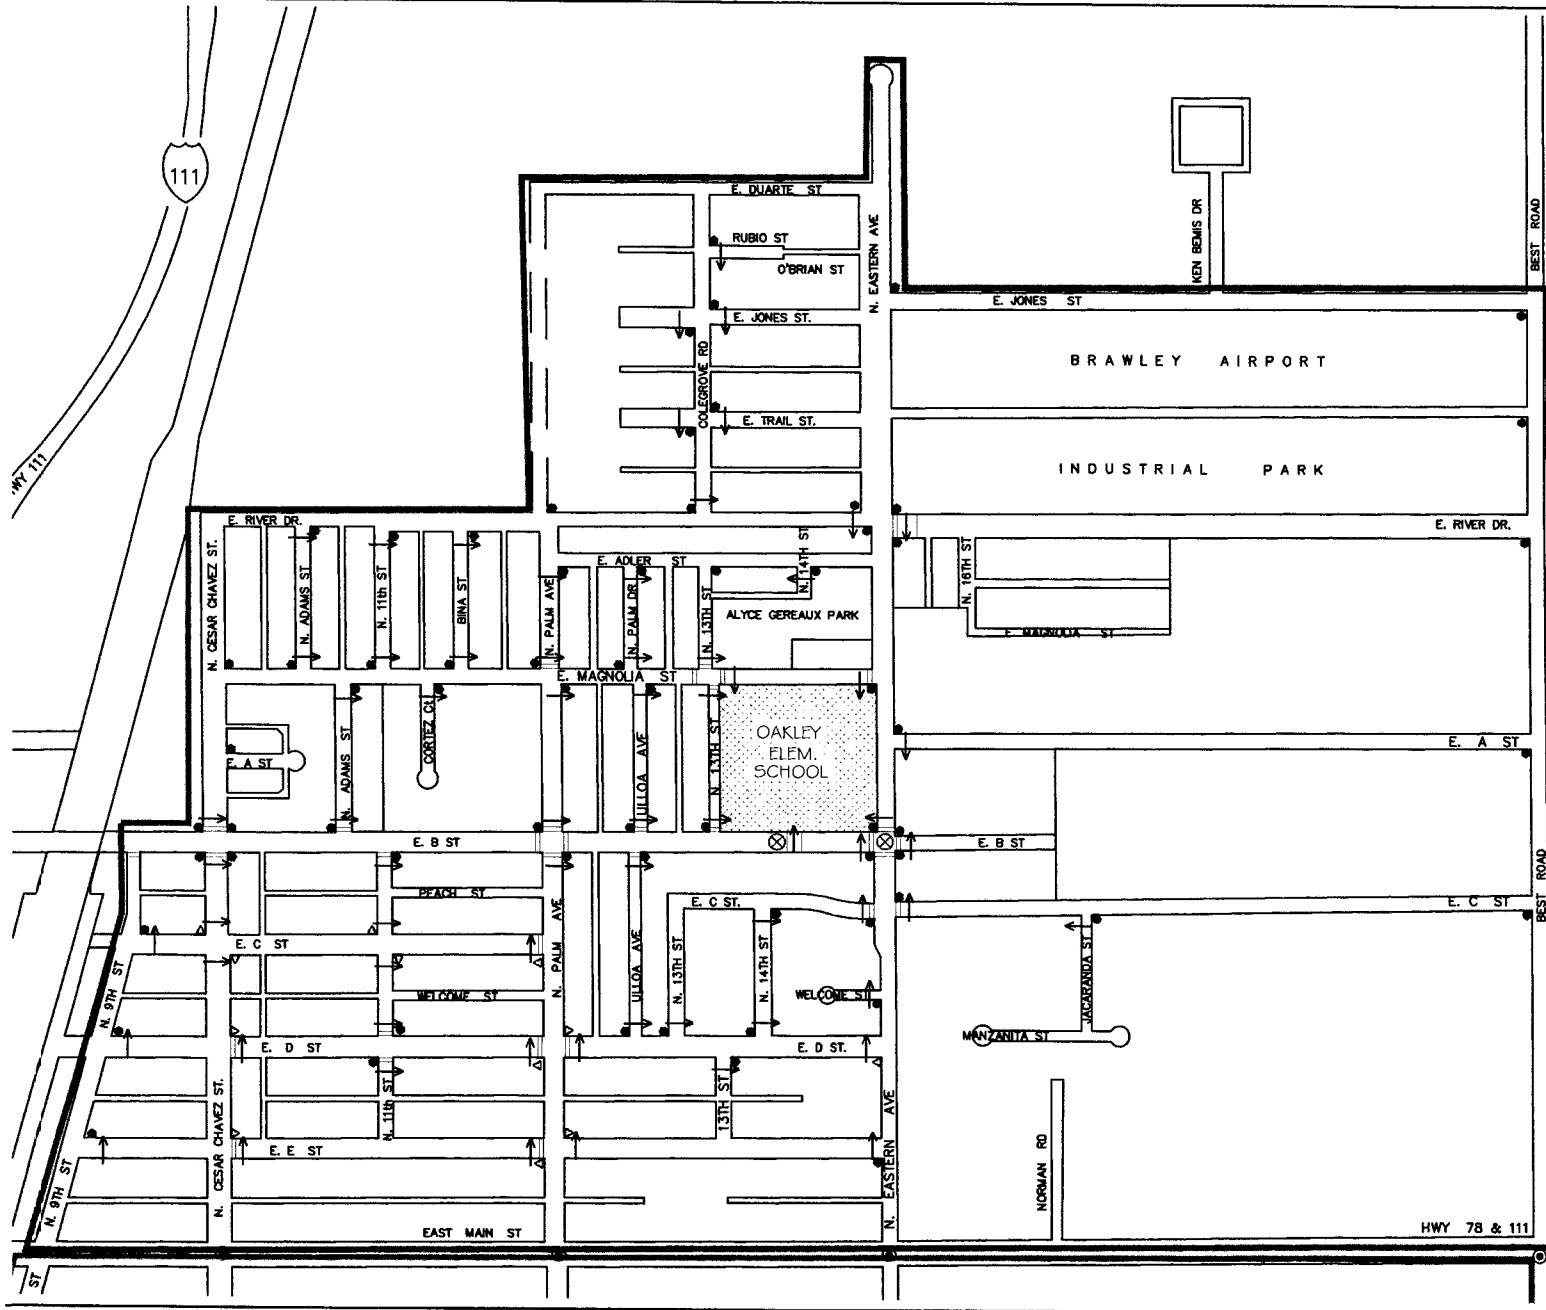 111
HWY 111
E. DUARTE ST
RUBIO ST
O'BRIAN ST
N. EASTERN AVE
KEN BEMIS DR
BEST ROAD
E. JONES ST
E. JONES ST.
COLEGROVE RD
BRAWLEY AIRPORT
E. TRAIL ST.
INDUSTRIAL PARK
E. RIVER DR.
E. RIVER DR.
N. CESAR CHAVEZ ST.
N. ADAMS ST
N. 11th ST
BINA ST
N. PALM AVE
E. ADLER ST
N. PALM DR.
N. 13TH ST
N. 14TH ST
N. 16TH ST
ALYCE GEREAUX PARK
E. MAGNOLIA ST
E. MAGNOLIA ST
E. A ST
N. ADAMS ST
CORTEZ Ct
ULLOA AVE
N. 13TH ST
OAKLEY
ELEM.
SCHOOL
E. A ST
E. B ST
E. B ST
PEACH ST
E. C ST.
E. C ST
BEST ROAD
E. C ST
N. PALM AVE
ULLOA AVE
N. 13TH ST
N. 14TH ST
JACARANDA ST
N. 9TH ST
WELCOME ST
WELCOME ST
MANZANITA ST
E. D ST
E. D ST.
N. CESAR CHAVEZ ST.
N. 11th ST
13TH ST
N. EASTERN AVE
E. E ST
NORMAN RD
N. 9TH ST
EAST MAIN ST
HWY 78 & 111
ST